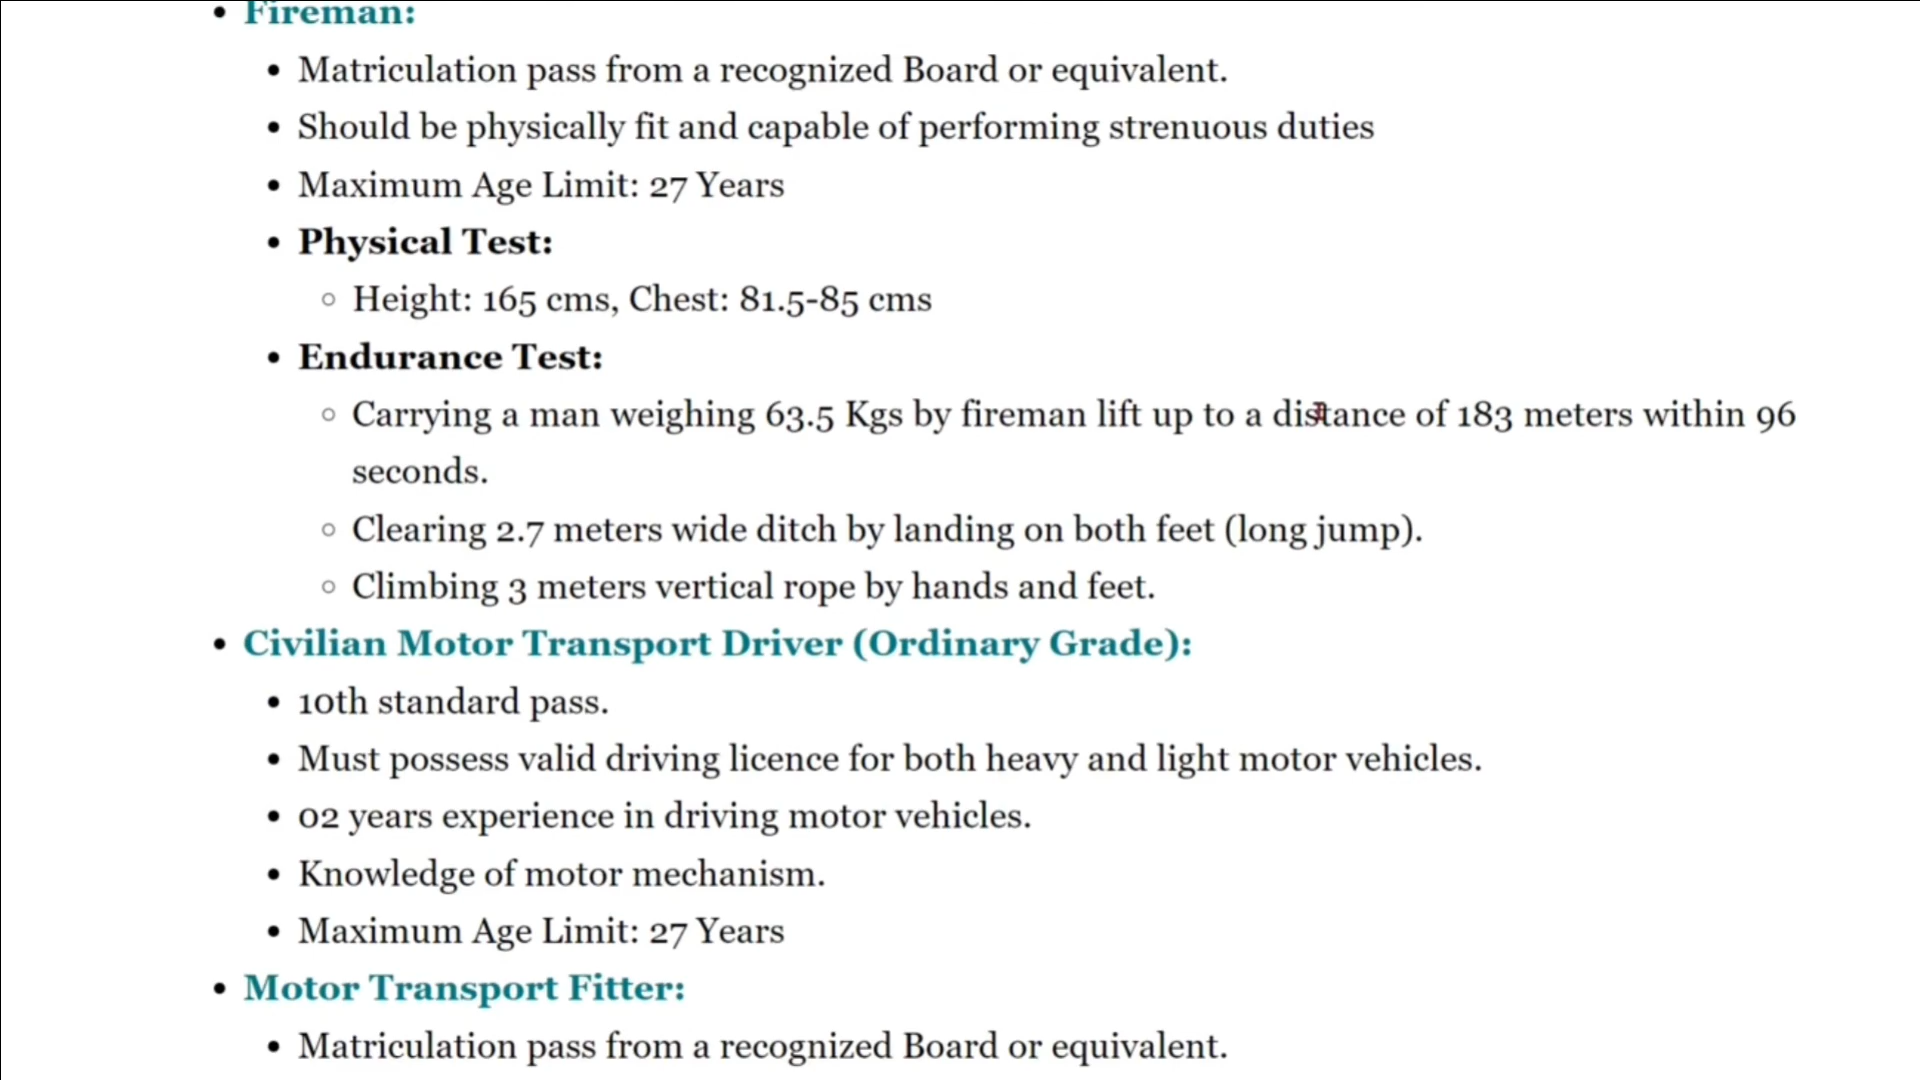 Fireman:
Matriculation pass from a recognized Board or equivalent.
Should be physically fit and capable of performing strenuous duties
Maximum Age Limit: 27 Years
Physical Test:
Height: 165 cms, Chest: 81.5-85 cms
Endurance Test:
Carrying a man weighing 63.5 Kgs by fireman lift up to a distance of 183 meters within 96
seconds.
Clearing 2.7 meters wide ditch by landing on both feet (long jump).
Climbing 3 meters vertical rope by hands and feet.
Civilian Motor Transport Driver (Ordinary Grade):
10th standard pass.
Must possess valid driving licence for both heavy and light motor vehicles.
02 years experience in driving motor vehicles.
Knowledge of motor mechanism.
Maximum Age Limit: 27 Years
Motor Transport Fitter:
Matriculation pass from a recognized Board or equivalent.